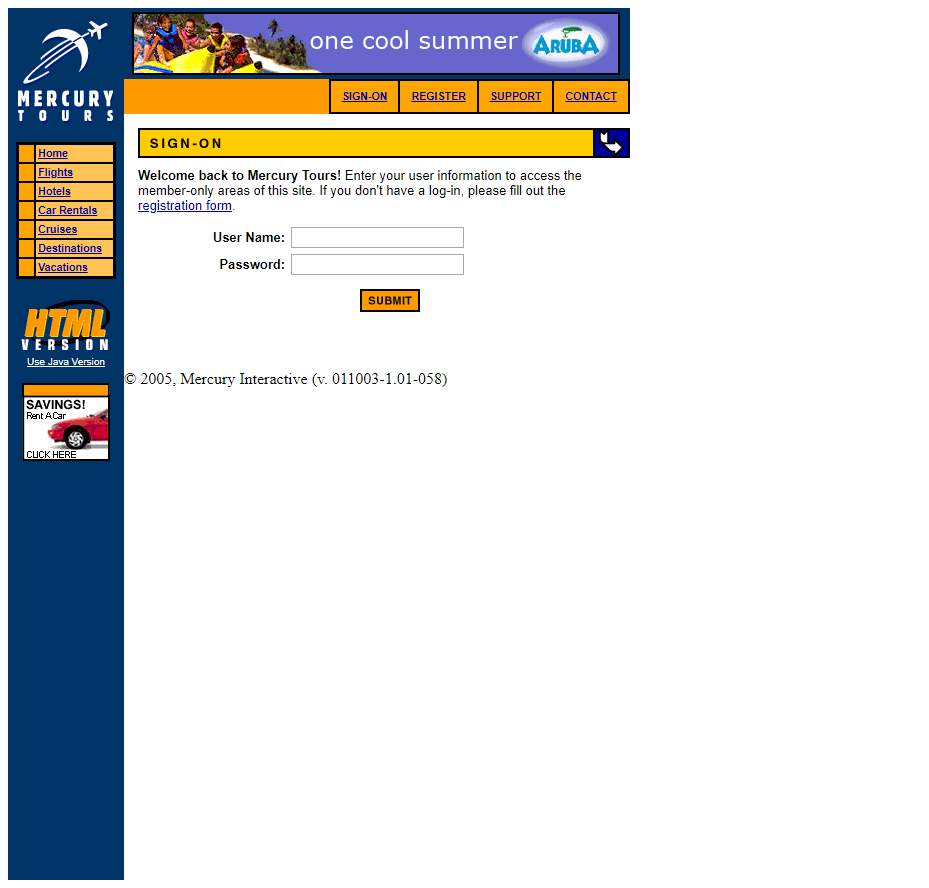 MERCURY
TOURS
one cool summer
ARUBA
SIGN-ON
REGISTER
SUPPORT
CONTACT
Home
Flights
Hotels
Car Rentals
Cruises
Destinations
Vacations
HTML
VERSION
Use Java Version
SAVINGS!
Rent A Car
CLICK HERE
SIGN-ON
Welcome back to Mercury Tours! Enter your user information to access the
member-only areas of this site. If you don't have a log-in, please fill out the
registration form.
User Name:
Password:
SUBMIT
© 2005, Mercury Interactive (v. 011003-1.01-058)